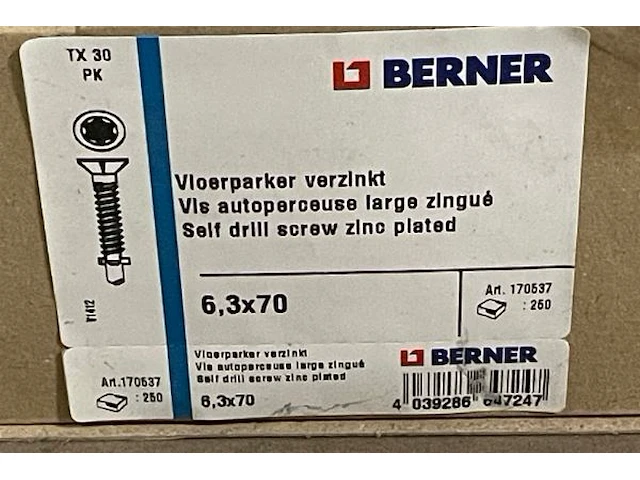 TX 30
PK
BERNER
Vloerparker verzinkt
Vis autoperceuse large zingué
Self drill screw zinc plated
6,3x70
Art. 170537
: 250
Vloerparker verzinkt
Vis autoperceuse large zingué
Self drill screw zinc plated
6,3x70
Art.170537
: 250
BERNER
4 039286 647247